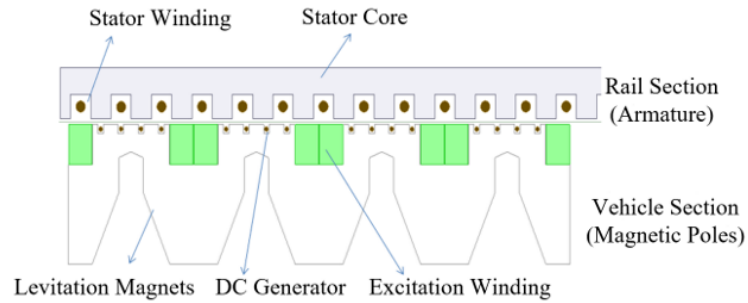 Stator Winding
Stator Core
Rail Section
(Armature)
Vehicle Section
(Magnetic Poles)
Levitation Magnets
DC Generator
Excitation Winding